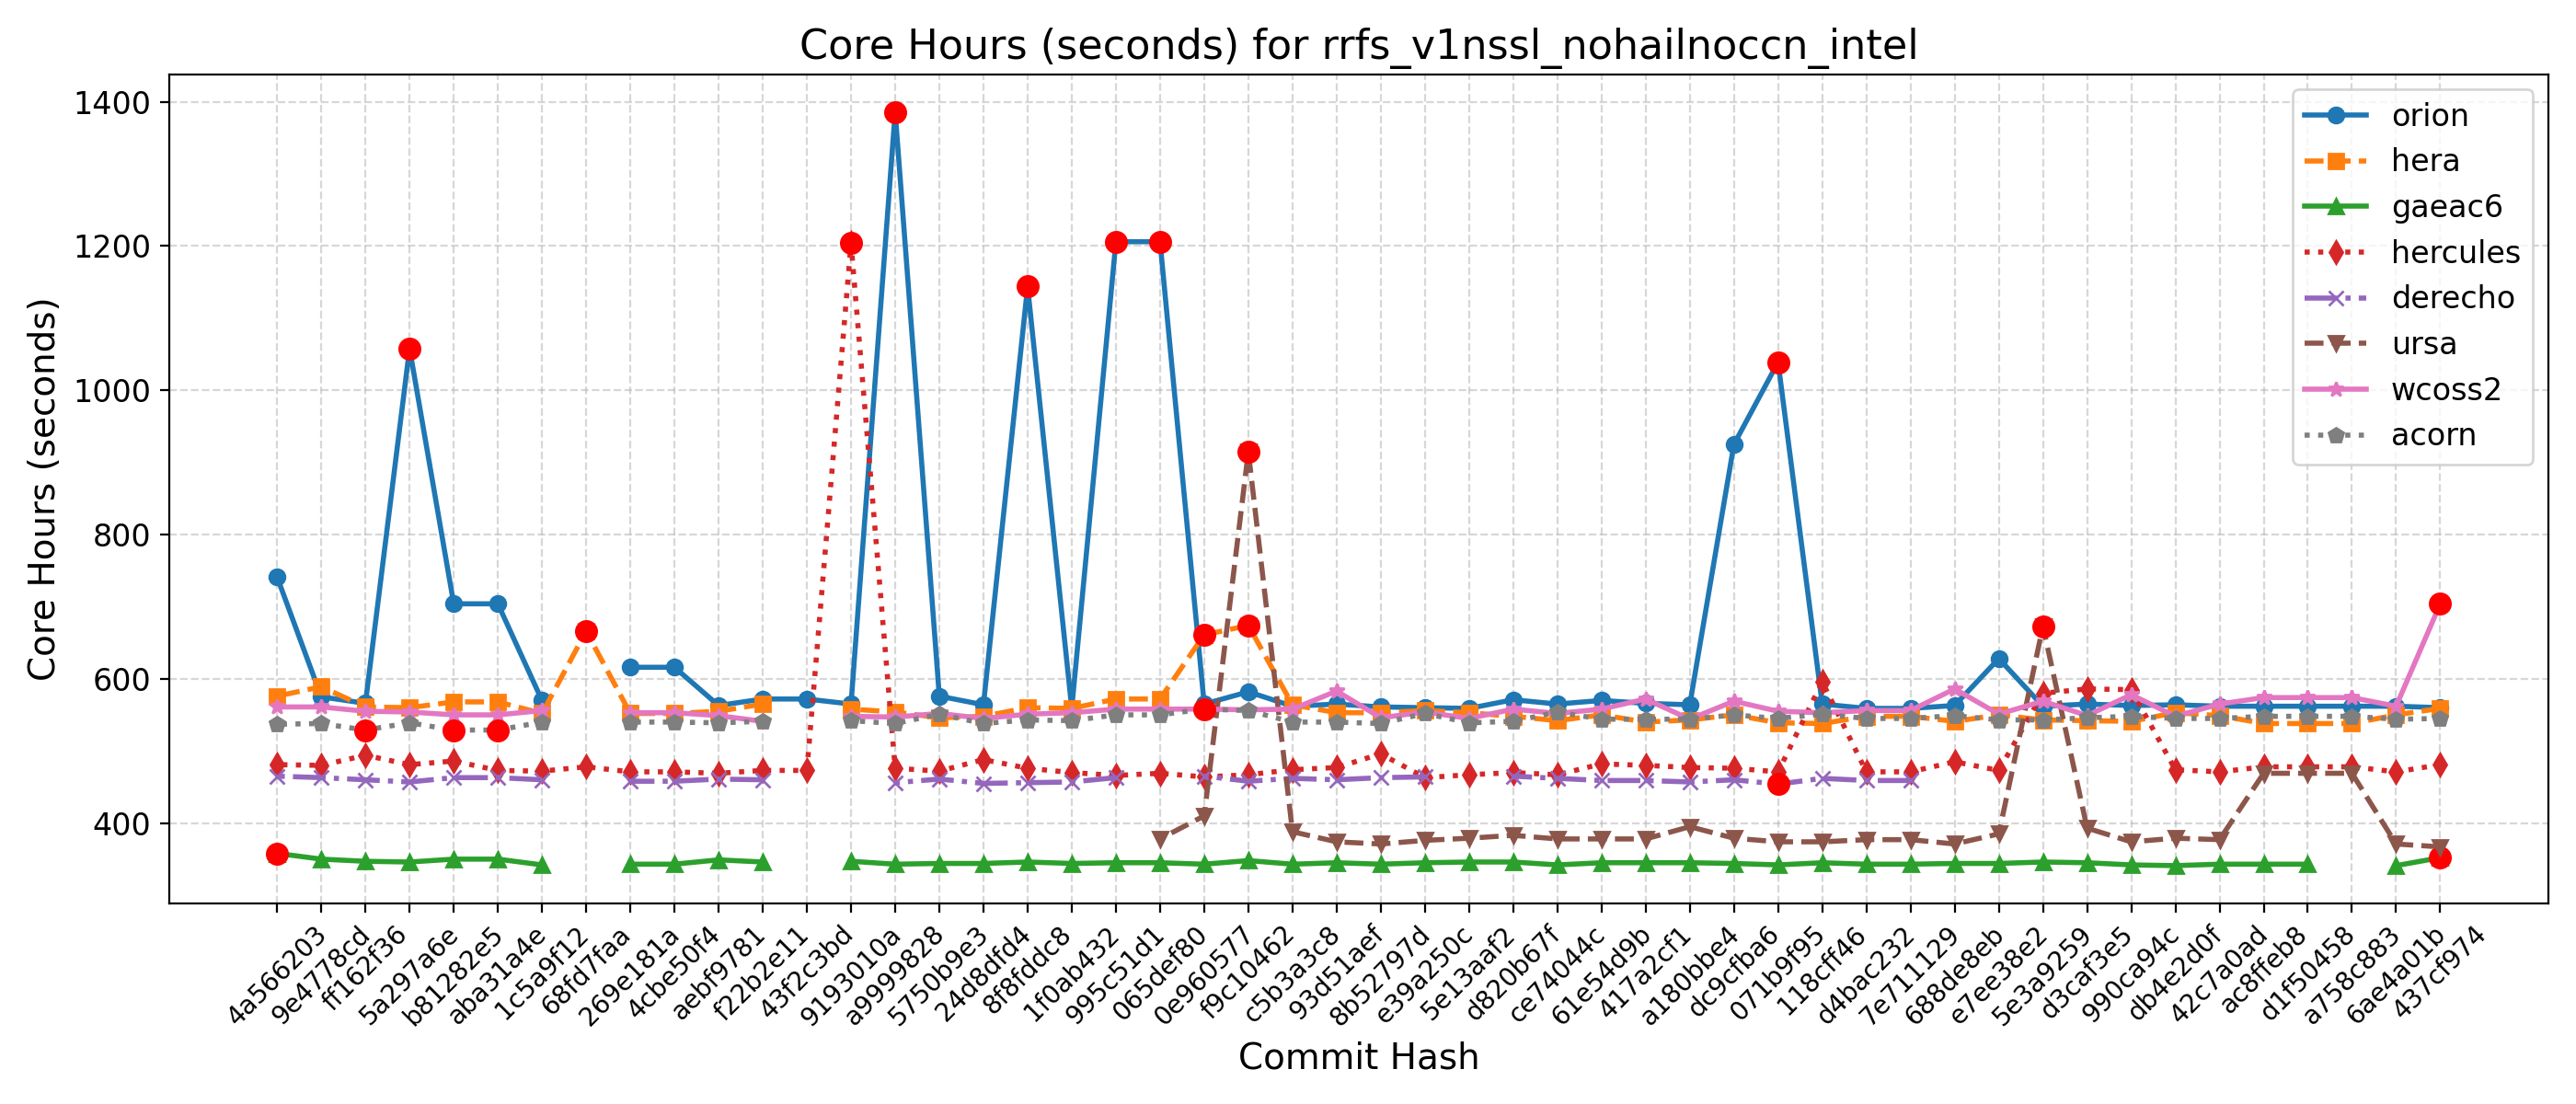 Core Hours (seconds) for rrfs_v1nssl_nohailnoccn_intel
1400
1200
1000
800
600
400
Core Hours (seconds)
orion
hera
gaeac6
hercules
derecho
ursa
wcoss2
acorn
4a566203
9e4778cd
ff162f36
5a297a6e
b81282e5
aba31a4e
1c5a9f12
68fd7faa
269e181a
4cbe50f4
aebf9781
f22b2e11
43f2c3bd
9193010a
a9999828
5750b9e3
24d8dfd4
8f8fddc8
1f0ab432
995c51d1
065def80
0e960577
f9c10462
c5b3a3c8
93d51aef
8b52797d
e39a250c
5e13aaf2
d820b67f
ce74044c
61e54d9b
417a2cf1
a180bbe4
dc9cfba6
071b9f95
118cff46
d4bac232
7e711129
688de8eb
e7ee38e2
5e3a9259
d3caf3e5
990ca94c
db4e2d0f
42c7a0ad
ac8ffeb8
d1f50458
a758c883
6ae4a01b
437cf974
Commit Hash